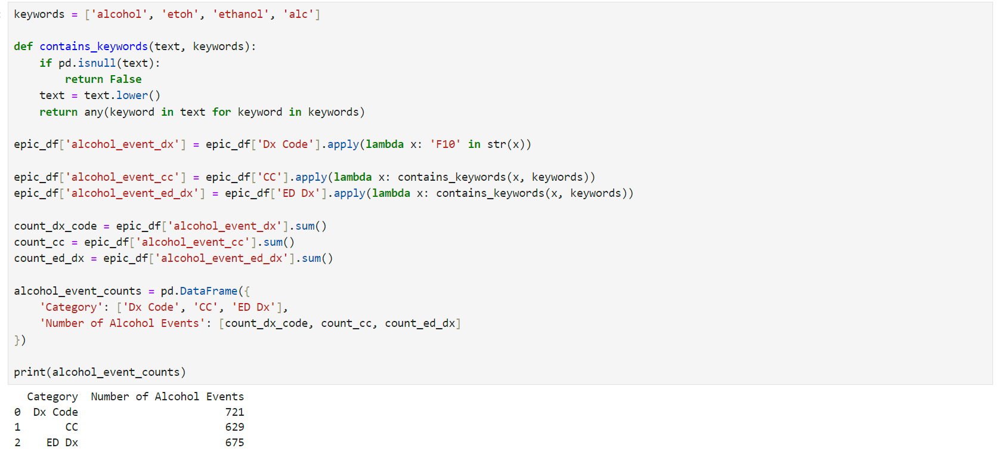 keywords = ['alcohol', 'etoh', 'ethanol', 'alc']

def contains_keywords(text, keywords):
    if pd.isnull(text):
        return False
    text = text.lower()
    return any(keyword in text for keyword in keywords)

epic_df['alcohol_event_dx'] = epic_df['Dx Code'].apply(lambda x: 'F10' in str(x))

epic_df['alcohol_event_cc'] = epic_df['CC'].apply(lambda x: contains_keywords(x, keywords))
epic_df['alcohol_event_ed_dx'] = epic_df['ED Dx'].apply(lambda x: contains_keywords(x, keywords))

count_dx_code = epic_df['alcohol_event_dx'].sum()
count_cc = epic_df['alcohol_event_cc'].sum()
count_ed_dx = epic_df['alcohol_event_ed_dx'].sum()

alcohol_event_counts = pd.DataFrame({
    'Category': ['Dx Code', 'CC', 'ED Dx'],
    'Number of Alcohol Events': [count_dx_code, count_cc, count_ed_dx]
})

print(alcohol_event_counts)
  Category  Number of Alcohol Events
0  Dx Code                       721
1       CC                       629
2    ED Dx                       675